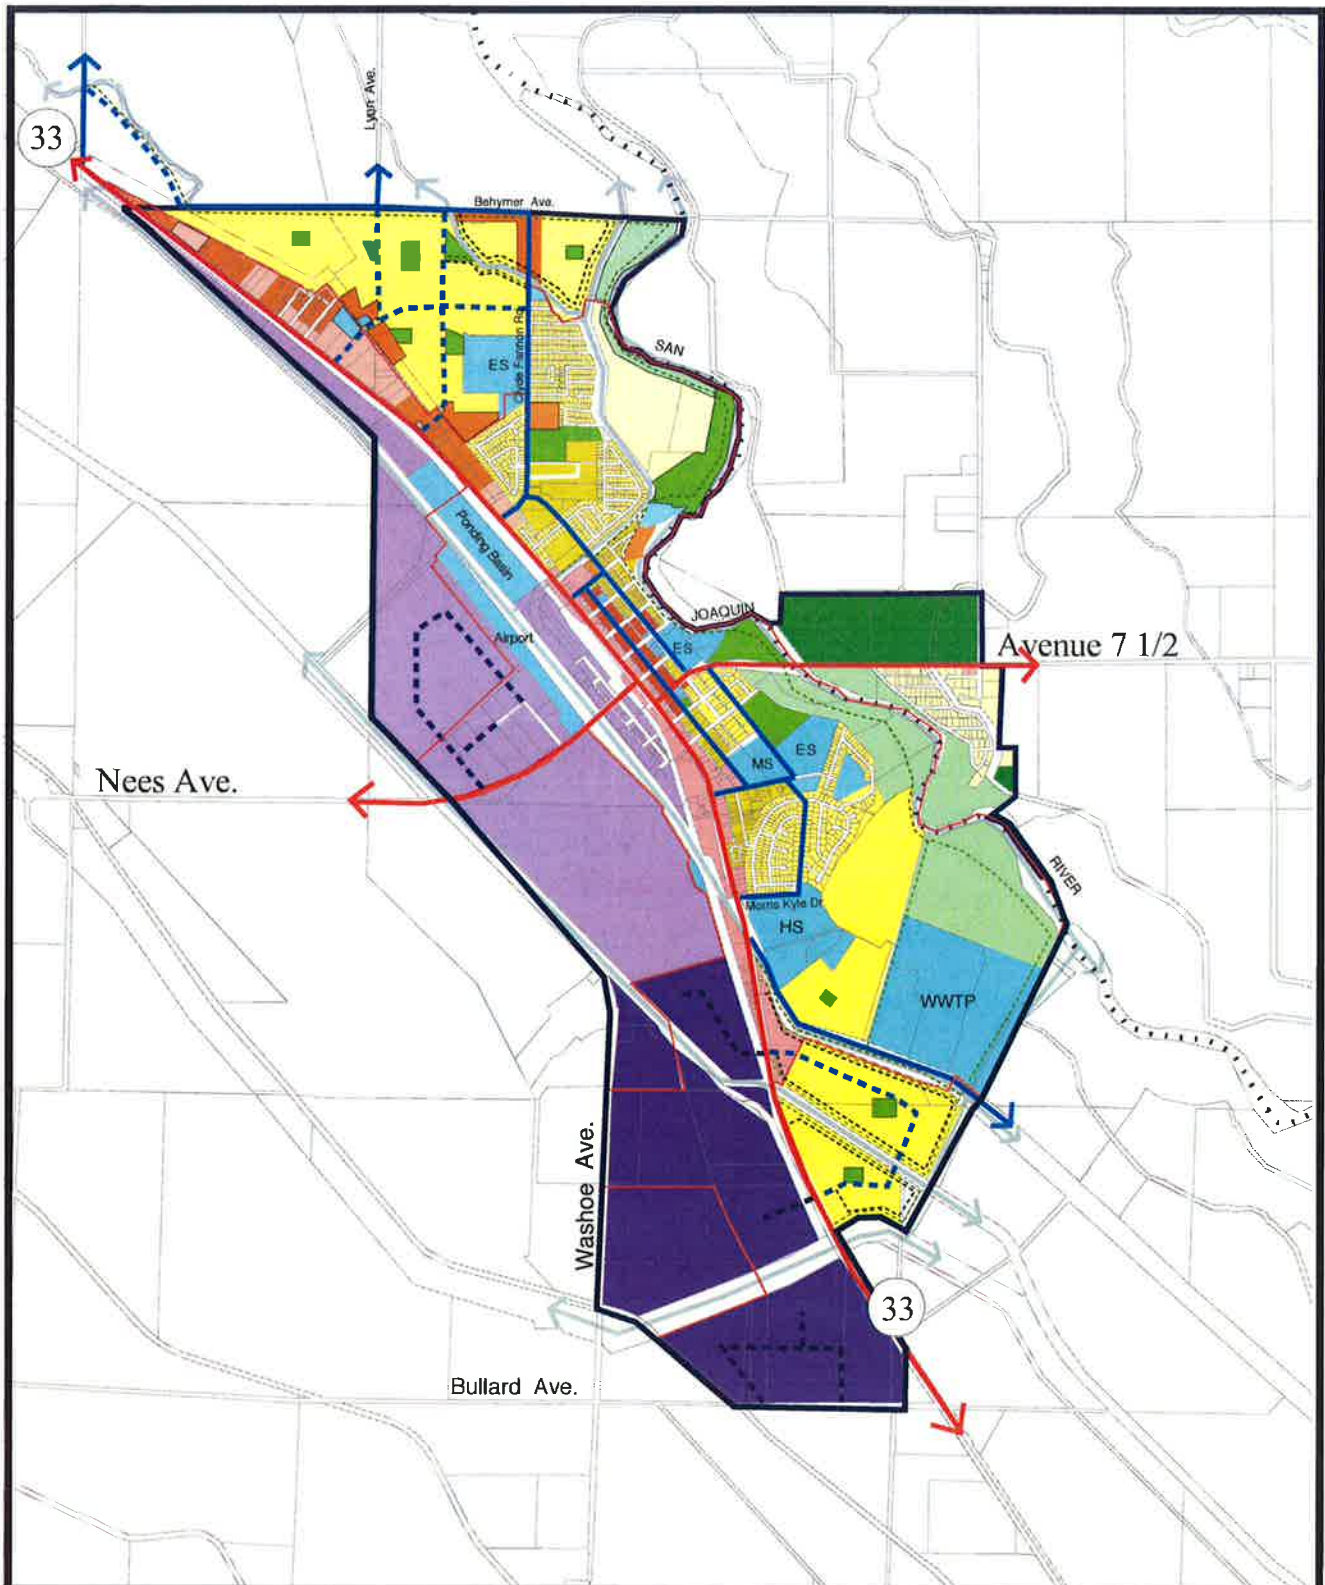 33
Lyon Ave.
Behymer Ave.
SAN
ES
Clyde Fannon Rd.
Ponding Basin
JOAQUIN
Airport
ES
Avenue 7 1/2
Nees Ave.
ES
MS
RIVER
Morris Kyle Dr
HS
WWTP
Washoe Ave.
33
Bullard Ave.